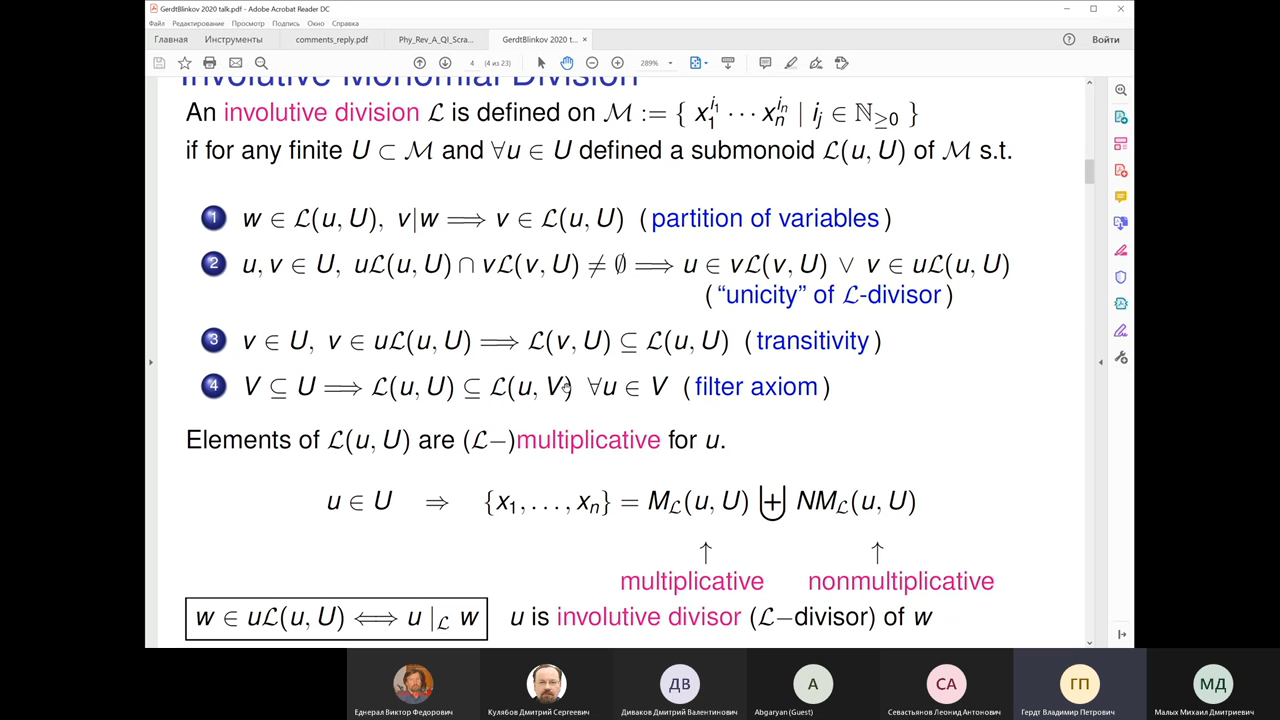 GerdtBlinkov 2020 talk.pdf - Adobe Acrobat Reader DC
Файл Редактирование Просмотр Подпись Окно Справка
Главная Инструменты comments_reply.pdf Phy_Rev_A_QI_Scra... GerdtBlinkov 2020 t... × Войти
4 (4 из 23) 289%
Involutive Monomial Division
An involutive division ℒ is defined on ℳ := { x₁^{i₁} ⋯ xₙ^{iₙ} | iⱼ ∈ ℕ_{≥0} }
if for any finite U ⊂ ℳ and ∀u ∈ U defined a submonoid ℒ(u, U) of ℳ s.t.
1 w ∈ ℒ(u, U), v|w ⟹ v ∈ ℒ(u, U) (partition of variables)
2 u, v ∈ U, uℒ(u, U) ∩ vℒ(v, U) ≠ ∅ ⟹ u ∈ vℒ(v, U) ∨ v ∈ uℒ(u, U)
(“unicity” of ℒ-divisor)
3 v ∈ U, v ∈ uℒ(u, U) ⟹ ℒ(v, U) ⊆ ℒ(u, U) (transitivity)
4 V ⊆ U ⟹ ℒ(u, U) ⊆ ℒ(u, V) ∀u ∈ V (filter axiom)
Elements of ℒ(u, U) are (ℒ−)multiplicative for u.
u ∈ U ⇒ {x₁, . . . , xₙ} = M_ℒ(u, U) ⨄ NM_ℒ(u, U)
↑ ↑
multiplicative nonmultiplicative
w ∈ uℒ(u, U) ⟺ u |_ℒ w u is involutive divisor (ℒ−divisor) of w
ДВ А СА ГП МД
Еднерал Виктор Федорович Кулябов Дмитрий Сергеевич Диваков Дмитрий Валентинович Abgaryan (Guest) Севастьянов Леонид Антонович Гердт Владимир Петрович Малых Михаил Дмитриевич